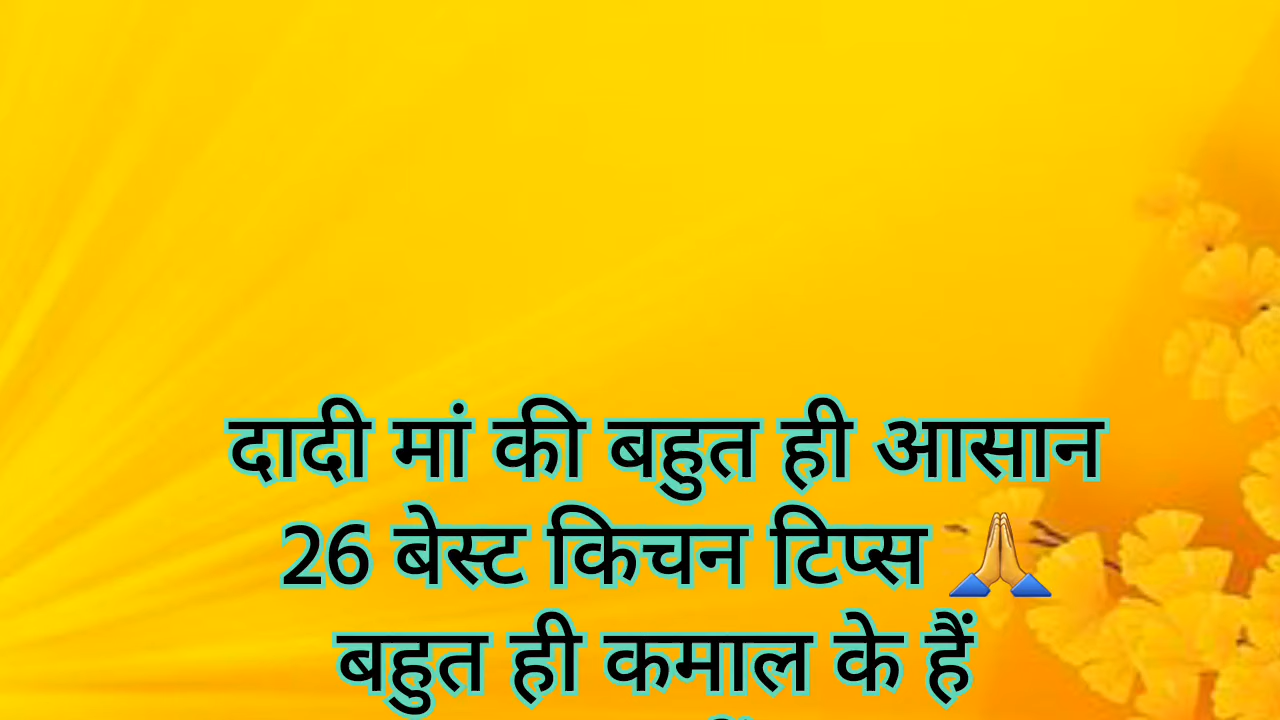 दादी मां की बहुत ही आसान
26 बेस्ट किचन टिप्स 🙏
बहुत ही कमाल के हैं